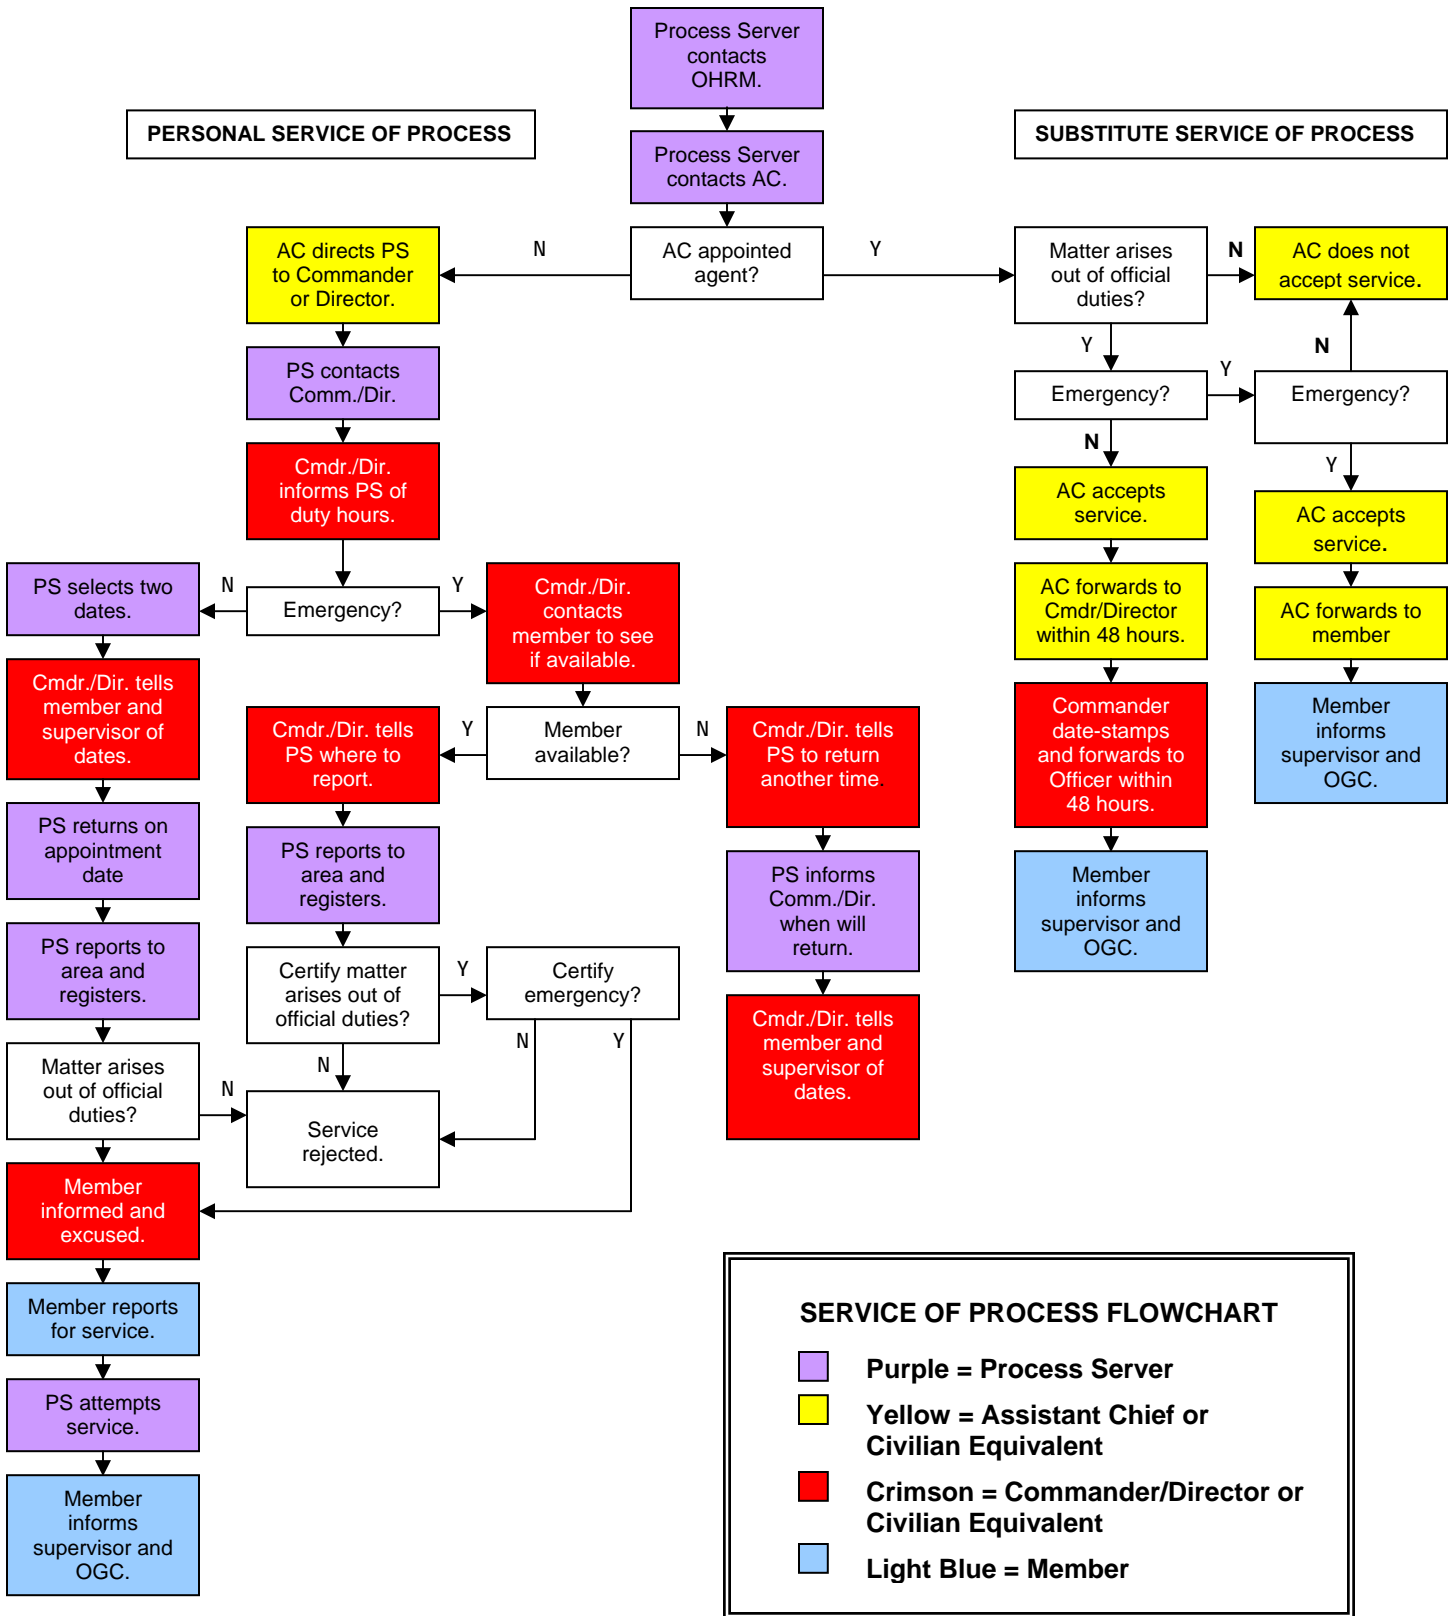 Process Server
contacts
OHRM.
PERSONAL SERVICE OF PROCESS
SUBSTITUTE SERVICE OF PROCESS
Process Server
contacts AC.
AC directs PS
to Commander
or Director.
N
AC appointed
agent?
Y
Matter arises
out of official
duties?
N
AC does not
accept service.
PS contacts
Comm./Dir.
Y
Emergency?
Y
N
Emergency?
Cmdr./Dir.
informs PS of
duty hours.
N
AC accepts
service.
Y
AC accepts
service.
PS selects two
dates.
N
Emergency?
Y
Cmdr./Dir.
contacts
member to see
if available.
AC forwards to
Cmdr/Director
within 48 hours.
AC forwards to
member
Cmdr./Dir. tells
member and
supervisor of
dates.
Cmdr./Dir. tells
PS where to
report.
Y
Member
available?
N
Cmdr./Dir. tells
PS to return
another time.
Commander
date-stamps
and forwards to
Officer within
48 hours.
Member
informs
supervisor and
OGC.
PS returns on
appointment
date
PS reports to
area and
registers.
PS informs
Comm./Dir.
when will
return.
Member
informs
supervisor and
OGC.
PS reports to
area and
registers.
Certify matter
arises out of
official duties?
Y
Certify
emergency?
Cmdr./Dir. tells
member and
supervisor of
dates.
Matter arises
out of official
duties?
N
N
N
Y
Service
rejected.
Member
informed and
excused.
Member reports
for service.
PS attempts
service.
Member
informs
supervisor and
OGC.
SERVICE OF PROCESS FLOWCHART
Purple = Process Server
Yellow = Assistant Chief or
Civilian Equivalent
Crimson = Commander/Director or
Civilian Equivalent
Light Blue = Member